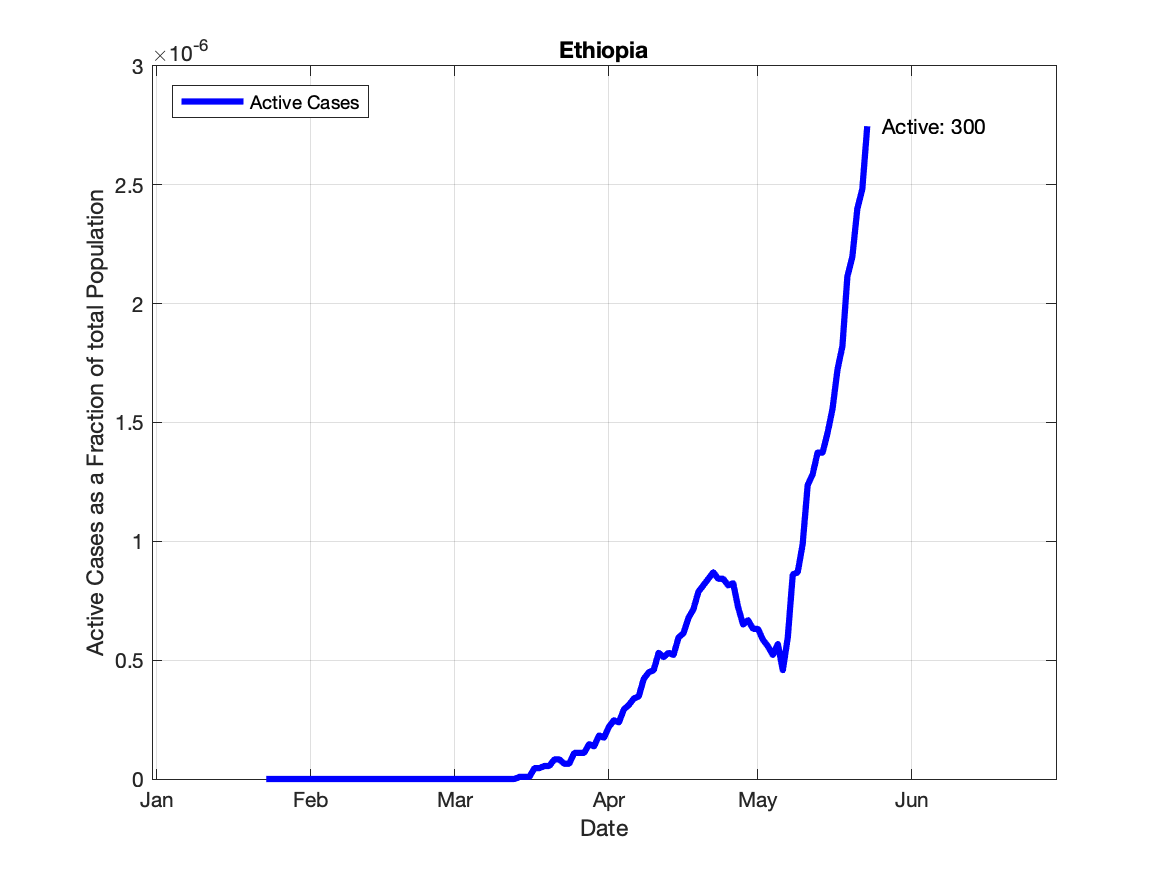 Ethiopia
×10-6
Active Cases
Active: 300
3
2.5
2
1.5
1
0.5
0
Active Cases as a Fraction of total Population
Jan Feb Mar Apr May Jun
Date